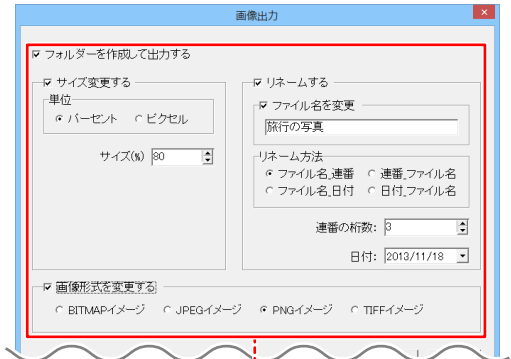 画像出力
フォルダーを作成して出力する
サイズ変更する
単位
パーセント ピクセル
サイズ(%) 80
リネームする
ファイル名を変更
旅行の写真
リネーム方法
ファイル名_連番 連番_ファイル名
ファイル名_日付 日付_ファイル名
連番の桁数: 3
日付: 2013/11/18
画像形式を変更する
BITMAPイメージ JPEGイメージ PNGイメージ TIFFイメージ